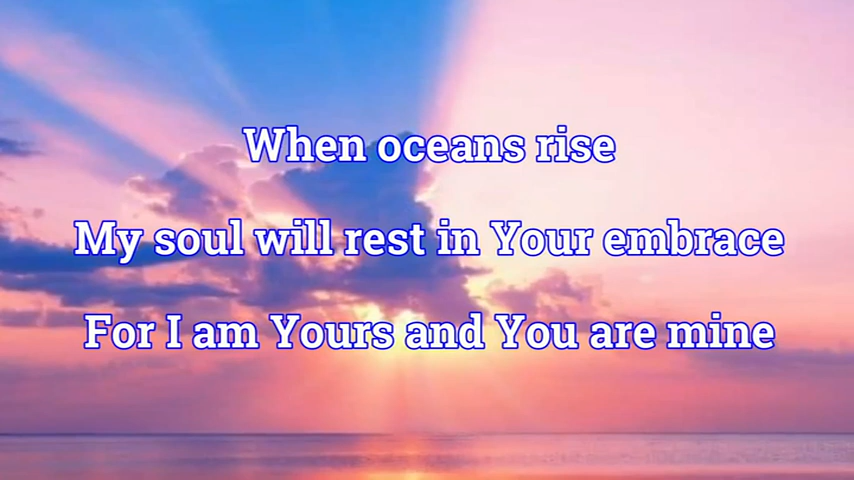 When oceans rise
My soul will rest in Your embrace
For I am Yours and You are mine